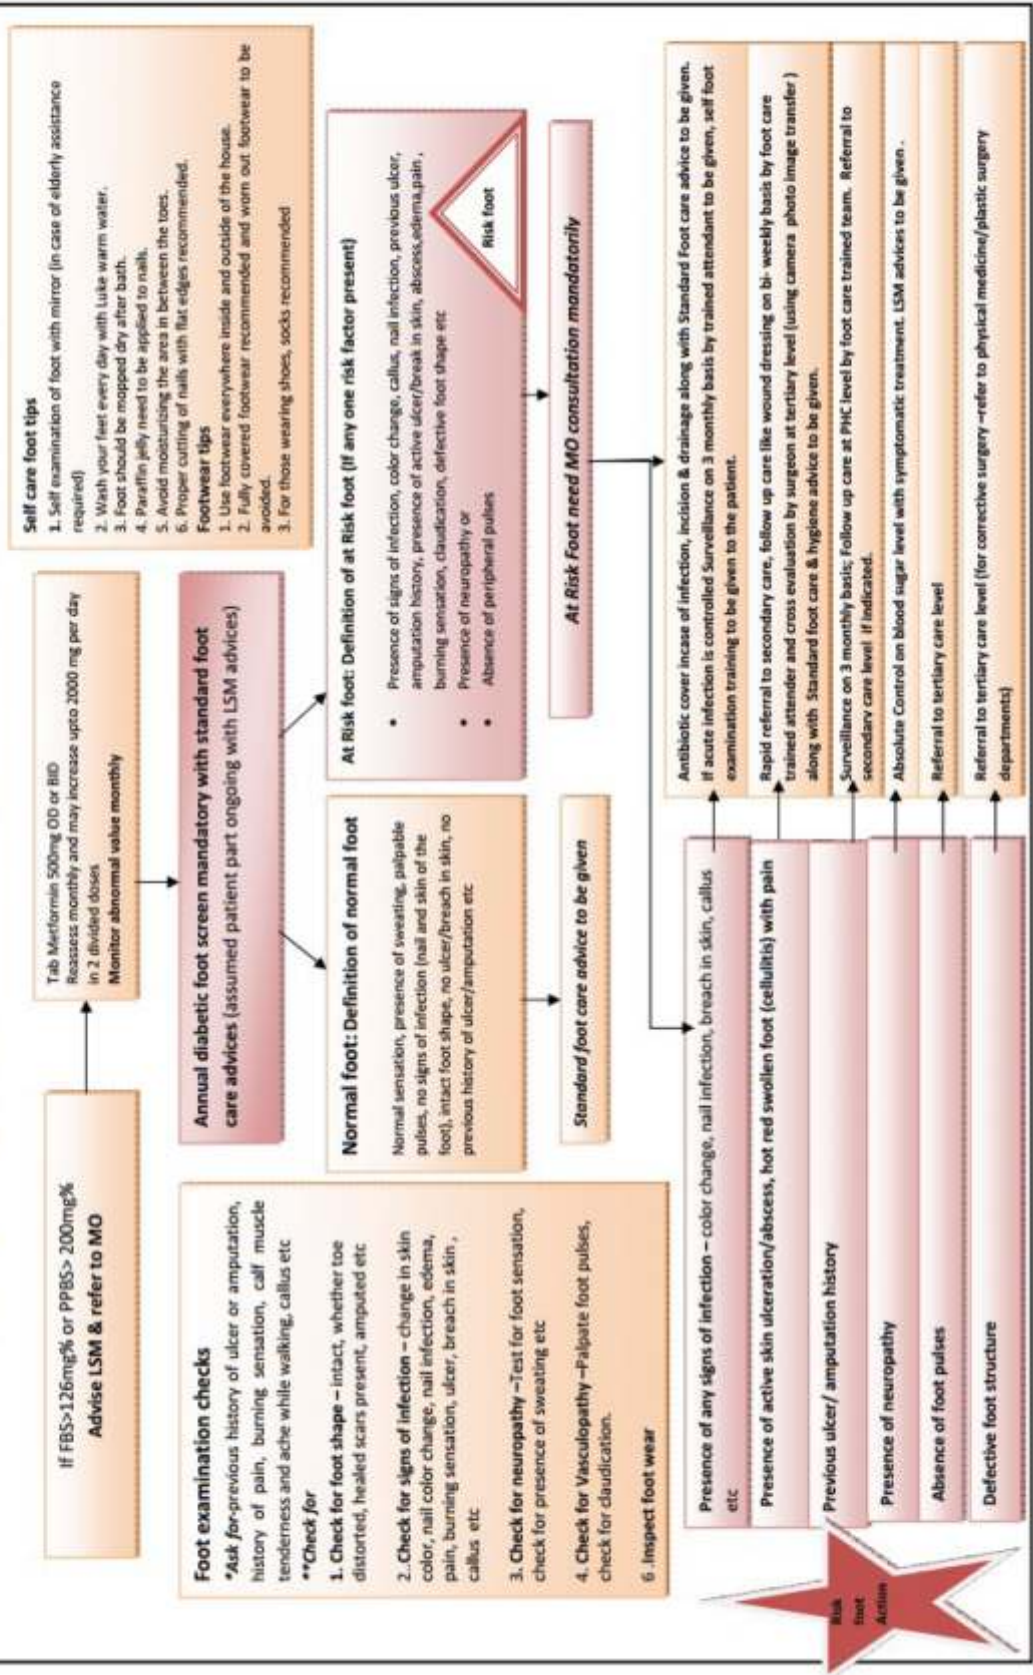 If FBS>126mg% or PPBS> 200mg%
Advise LSM & refer to MO
Tab Metformin 500mg OD or BID
Reassess monthly and may increase upto 2000 mg per day
in 2 divided doses
Monitor abnormal value monthly
Self care foot tips
1. Self examination of foot with mirror (in case of elderly assistance
required)
2. Wash your feet every day with Luke warm water.
3. Foot should be mopped dry after bath.
4. Paraffin jelly need to be applied to nails.
5. Avoid moisturizing the area in between the toes.
6. Proper cutting of nails with flat edges recommended.
Footwear tips
1. Use footwear everywhere inside and outside of the house.
2. Fully covered footwear recommended and worn out footwear to be
avoided.
3. For those wearing shoes, socks recommended
Annual diabetic foot screen mandatory with standard foot
care advices (assumed patient part ongoing with LSM advices)
Foot examination checks
*Ask for-previous history of ulcer or amputation,
history of pain, burning sensation, calf muscle
tenderness and ache while walking, callus etc
**Check for
1. Check for foot shape – intact, whether toe
distorted, healed scars present, amputed etc
2..Check for signs of infection – change in skin
color, nail color change, nail infection, edema,
pain, burning sensation, ulcer, breach in skin ,
callus etc
3. Check for neuropathy –Test for foot sensation,
check for presence of sweating etc
4. Check for Vasculopathy –Palpate foot pulses,
check for claudication.
6 .Inspect foot wear
Normal foot: Definition of normal foot
Normal sensation, presence of sweating, palpable
pulses, no signs of infection (nail and skin of the
foot), intact foot shape, no ulcer/breach in skin, no
previous history of ulcer/amputation etc
Standard foot care advice to be given
At Risk foot: Definition of at Risk foot (If any one risk factor present)
• Presence of signs of infection, color change, callus, nail infection, previous ulcer,
amputation history, presence of active ulcer/break in skin, abscess,edema,pain ,
burning sensation, claudication, defective foot shape etc
• Presence of neuropathy or
• Absence of peripheral pulses
Risk foot
At Risk Foot need MO consultation mandatorily
Risk
foot
Action
Presence of any signs of infection – color change, nail infection, breach in skin, callus
etc
Antibiotic cover incase of infection, incision & drainage along with Standard Foot care advice to be given.
If acute infection is controlled Surveillance on 3 monthly basis by trained attendant to be given, self foot
examination training to be given to the patient.
Presence of active skin ulceration/abscess, hot red swollen foot (cellulitis) with pain
Rapid referral to secondary care, follow up care like wound dressing on bi- weekly basis by foot care
trained attender and cross evaluation by surgeon at tertiary level (using camera photo image transfer )
along with Standard foot care & hygiene advice to be given.
Previous ulcer/ amputation history
Surveillance on 3 monthly basis; Follow up care at PHC level by foot care trained team. Referral to
secondary care level if indicated.
Presence of neuropathy
Absolute Control on blood sugar level with symptomatic treatment. LSM advices to be given .
Absence of foot pulses
Referral to tertiary care level
Defective foot structure
Referral to tertiary care level (for corrective surgery –refer to physical medicine/plastic surgery
departments)